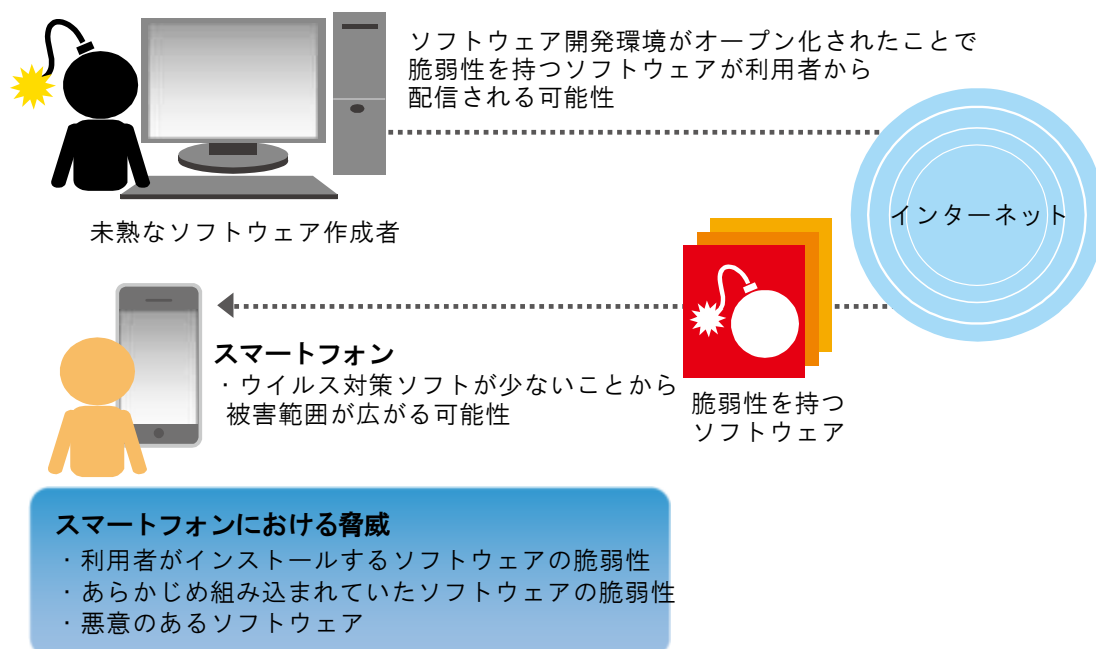 ソフトウェア開発環境がオープン化されたことで
脆弱性を持つソフトウェアが利用者から
配信される可能性
インターネット
未熟なソフトウェア作成者
スマートフォン
・ウイルス対策ソフトが少ないことから
被害範囲が広がる可能性
脆弱性を持つ
ソフトウェア
スマートフォンにおける脅威
・利用者がインストールするソフトウェアの脆弱性
・あらかじめ組み込まれていたソフトウェアの脆弱性
・悪意のあるソフトウェア